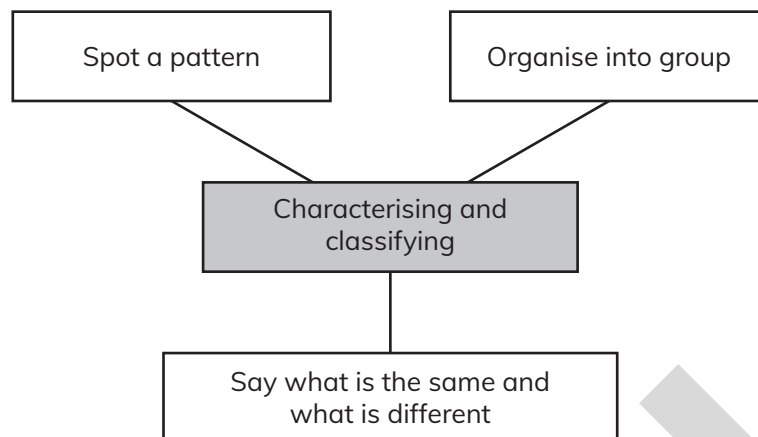 Spot a pattern
Organise into group
Characterising and
classifying
Say what is the same and
what is different